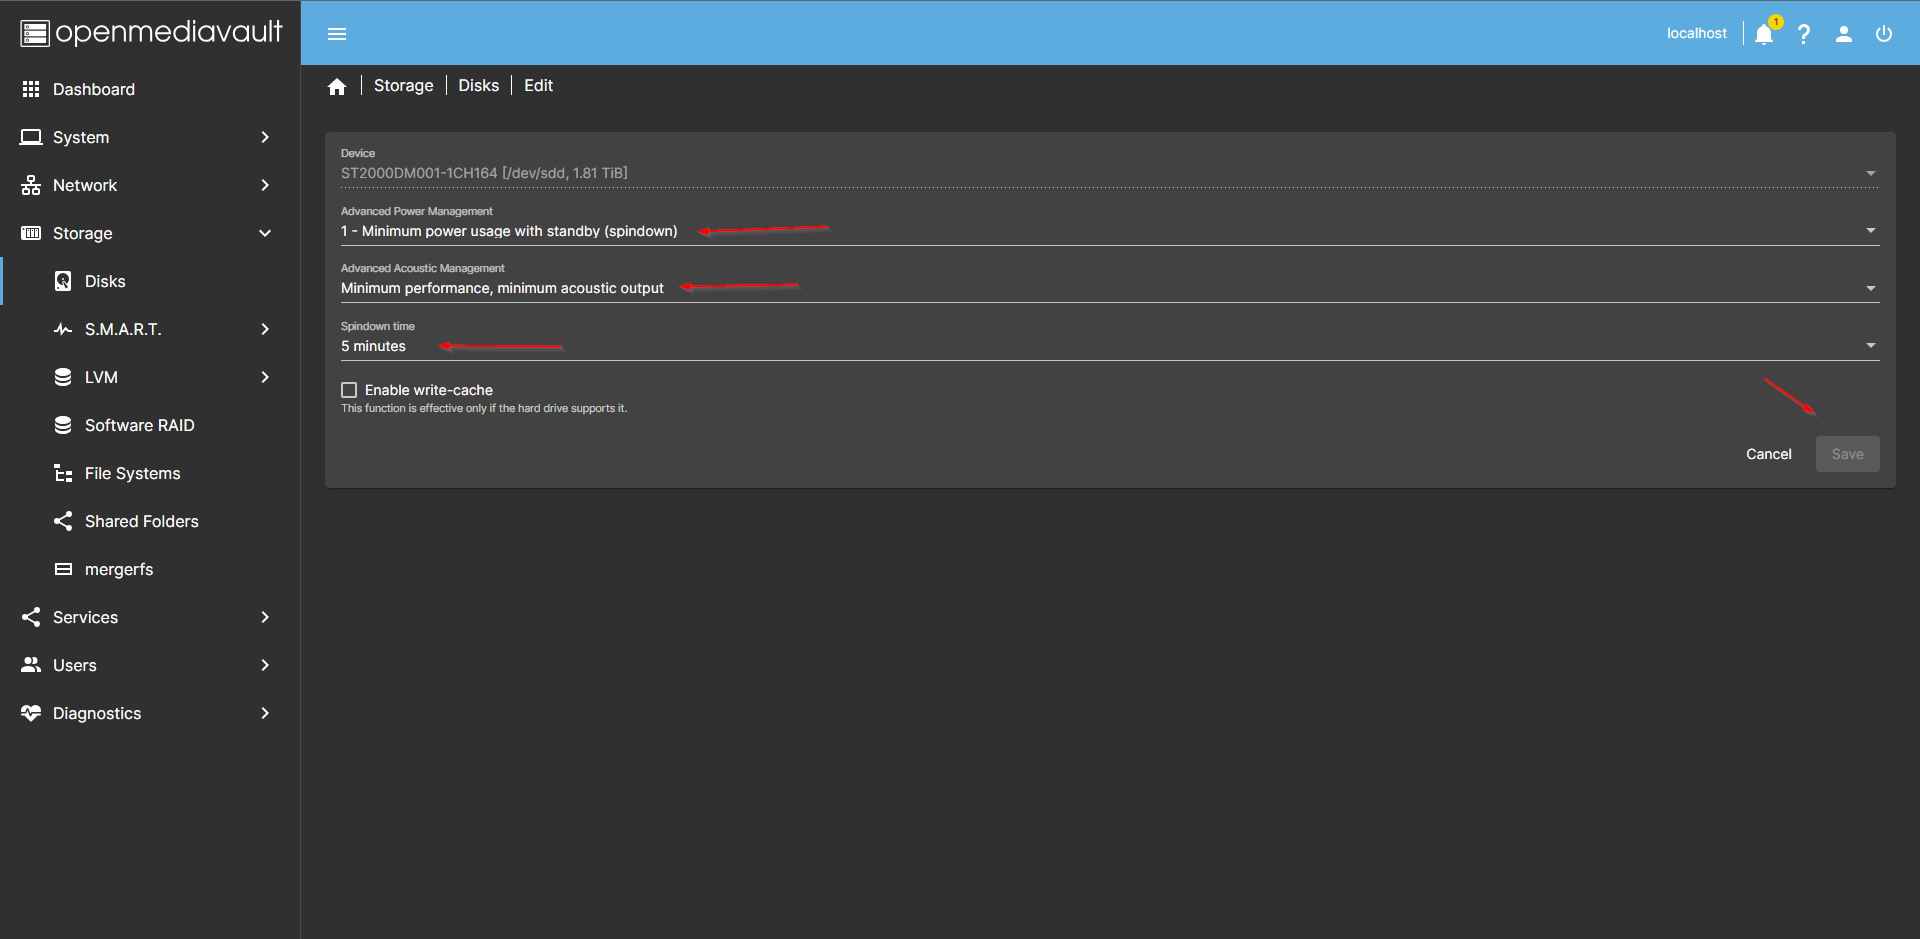 openmediavault
localhost
1
Dashboard
System
Network
Storage
Disks
S.M.A.R.T.
LVM
Software RAID
File Systems
Shared Folders
mergerfs
Services
Users
Diagnostics
Storage | Disks | Edit
Device
ST2000DM001-1CH164 [/dev/sdd, 1.81 TiB]
Advanced Power Management
1 - Minimum power usage with standby (spindown)
Advanced Acoustic Management
Minimum performance, minimum acoustic output
Spindown time
5 minutes
Enable write-cache
This function is effective only if the hard drive supports it.
Cancel Save